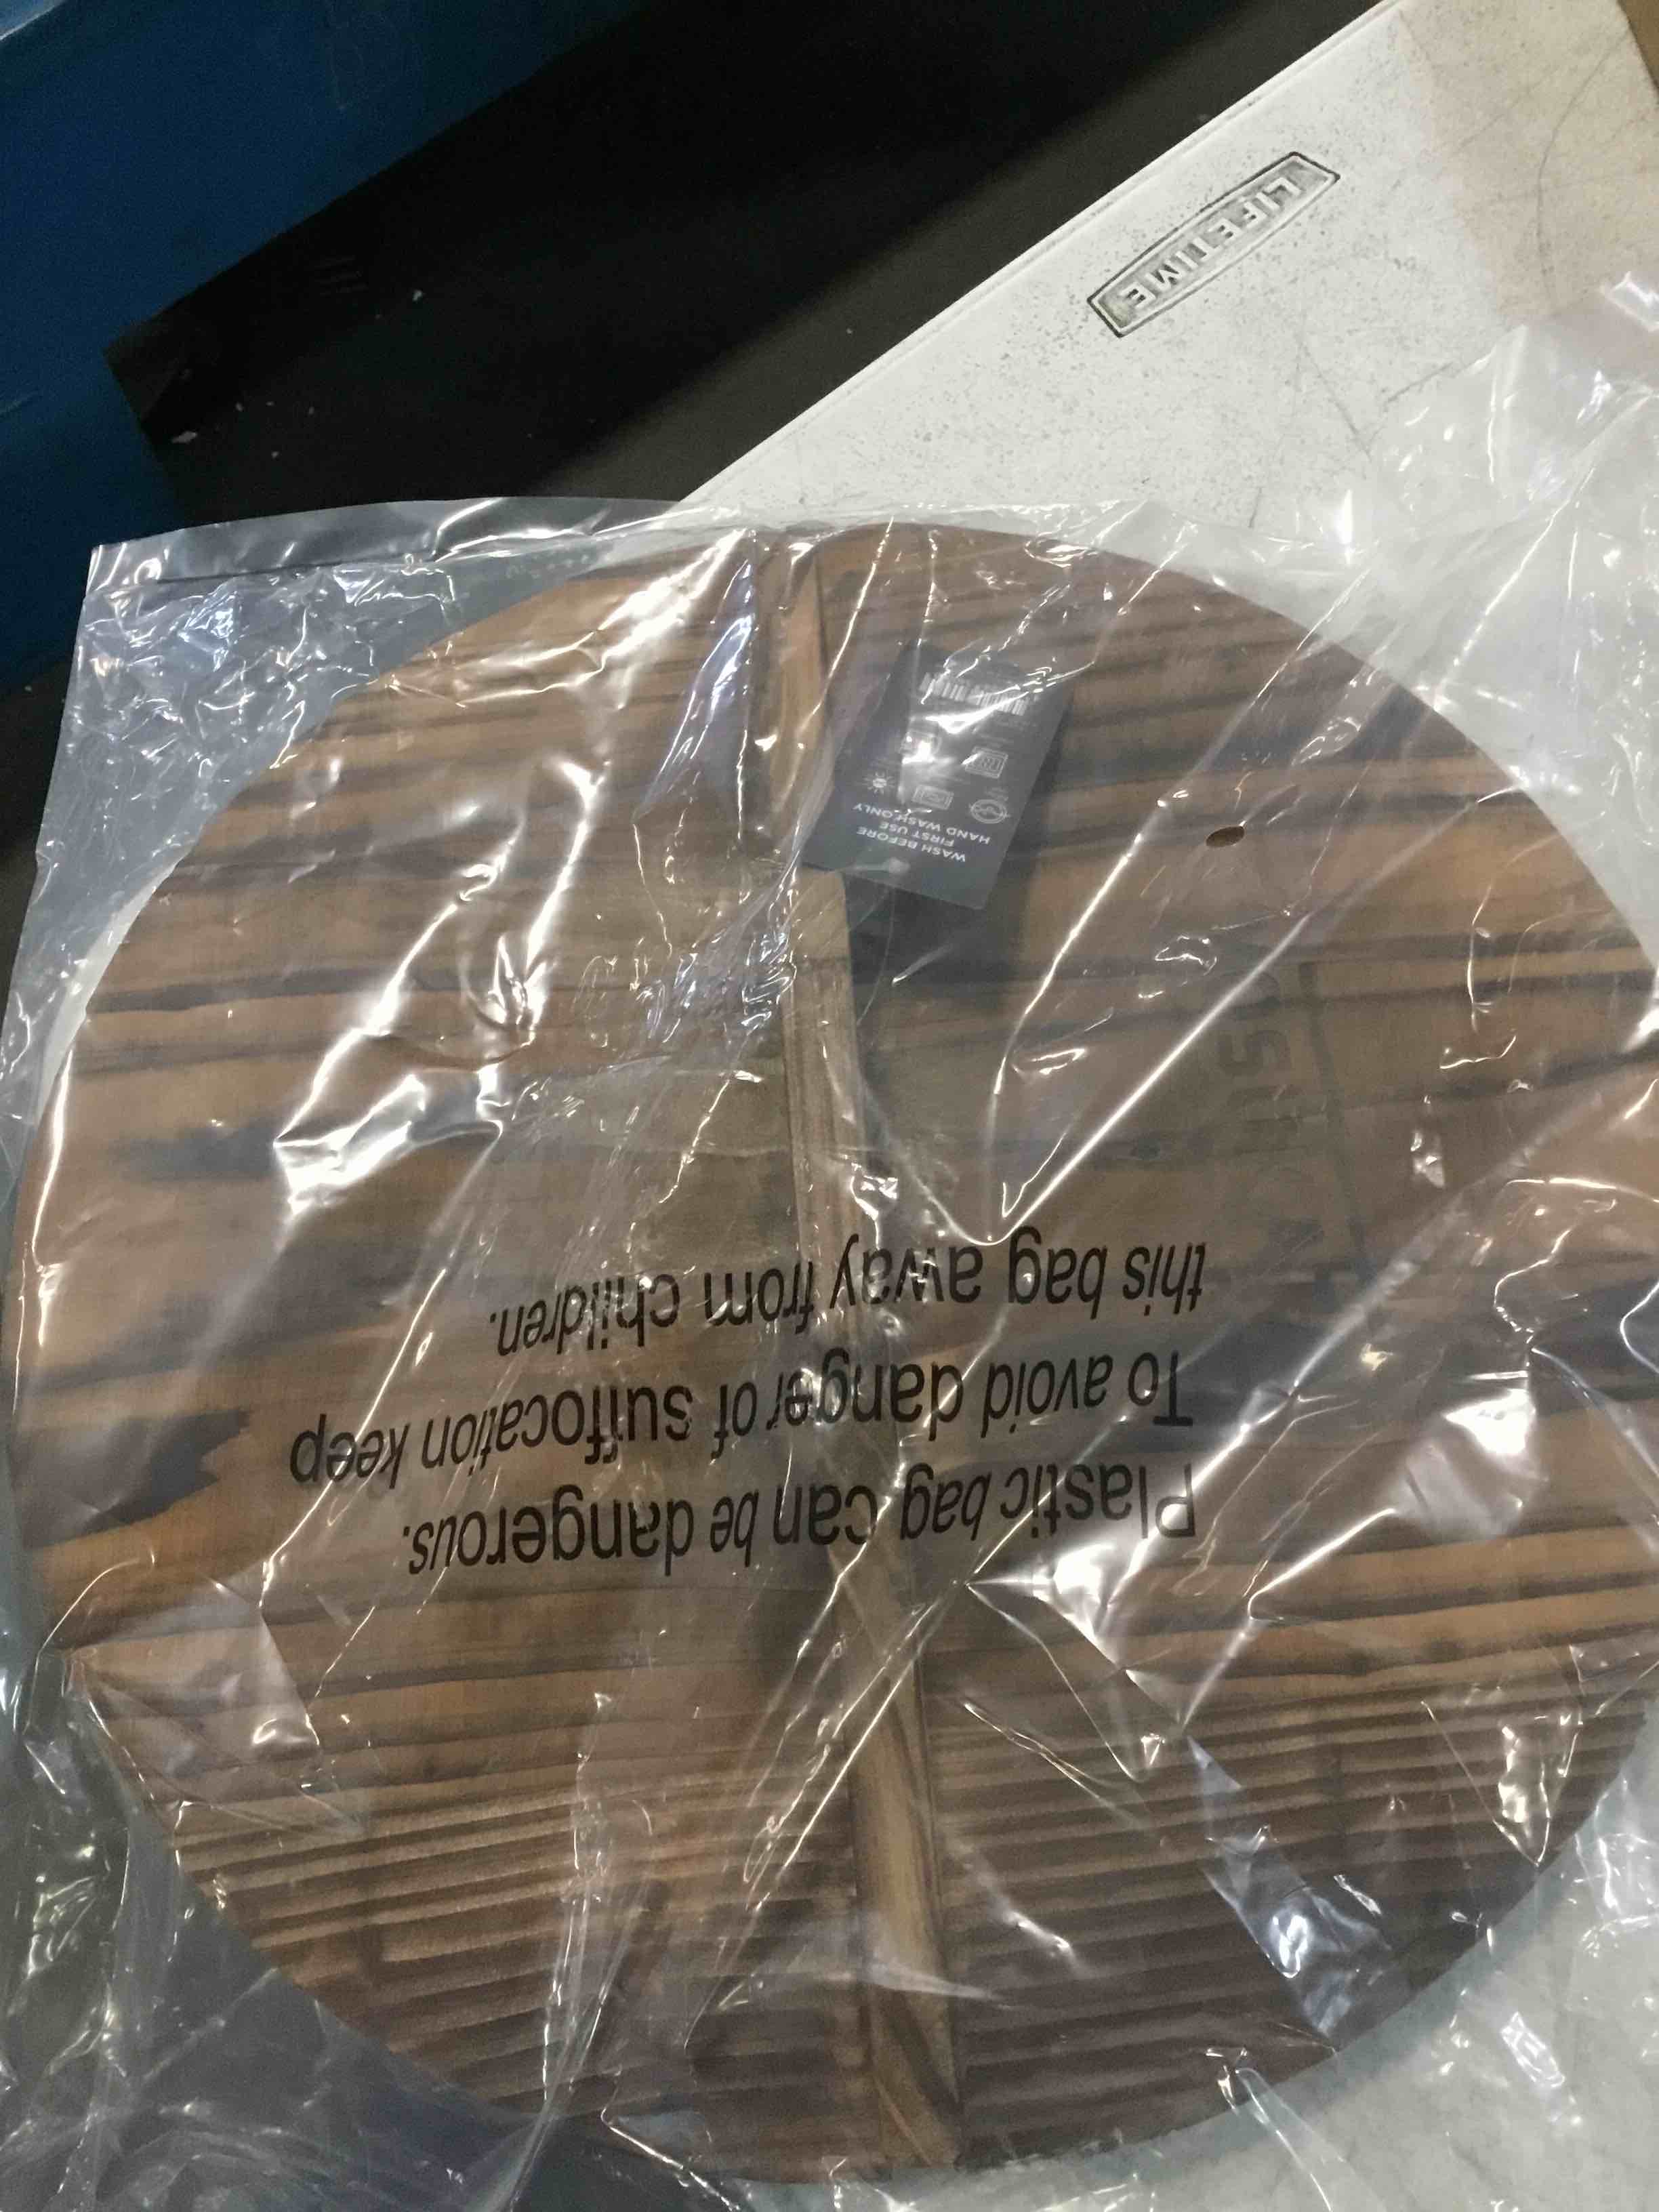 LIFETIME
WASH BEFORE
FIRST USE
HAND WASH ONLY
Plastic bag can be dangerous.
To avoid danger of suffocation keep
this bag away from children.